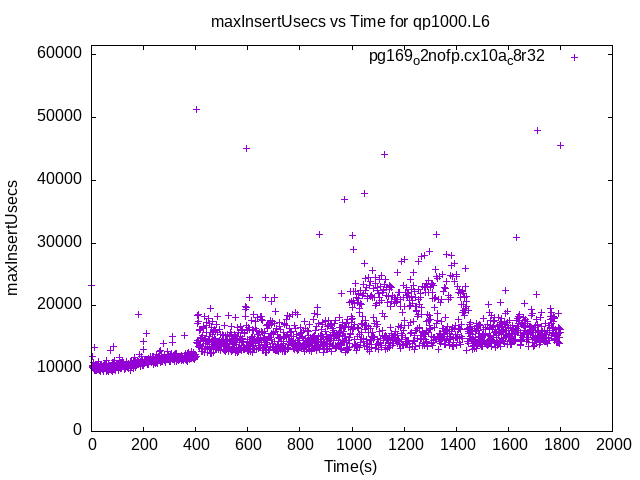 maxInsertUsecs vs Time for qp1000.L6
pg169o2nofp.cx10ac8r32
maxInsertUsecs
60000
50000
40000
30000
20000
10000
0
0 200 400 600 800 1000 1200 1400 1600 1800 2000
Time(s)